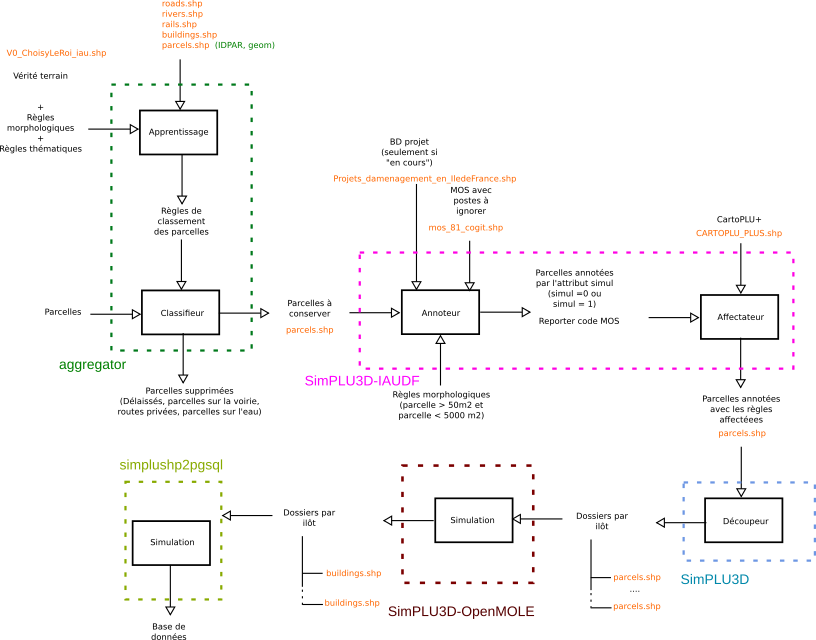 roads.shp
rivers.shp
rails.shp
buildings.shp
parcels.shp (IDPAR, geom)
V0_ChoisyLeRoi_iau.shp
Vérité terrain
+
Règles
morphologiques
+
Règles thématiques
Apprentissage
Règles de
classement
des parcelles
Parcelles
Classifieur
aggregator
Parcelles supprimées
(Délaissés, parcelles sur la voirie,
routes privées, parcelles sur l'eau)
Parcelles à
conserver
parcels.shp
BD projet
(seulement si
"en cours")
Projets_damenagement_en_IledeFrance.shp
MOS avec
postes à
ignorer
mos_81_cogit.shp
Annoteur
SimPLU3D-IAUDF
Règles morphologiques
(parcelle > 50m2 et
parcelle < 5000 m2)
Parcelles annotées
par l'attribut simul
(simul =0 ou
simul = 1)
Reporter code MOS
CartoPLU+
CARTOPLU_PLUS.shp
Affectateur
Parcelles annotées
avec les règles
affectéees
parcels.shp
Découpeur
SimPLU3D
Dossiers par
ilôt
parcels.shp
....
parcels.shp
Simulation
SimPLU3D-OpenMOLE
Dossiers par
ilôt
buildings.shp
buildings.shp
simplushp2pgsql
Simulation
Base de
données